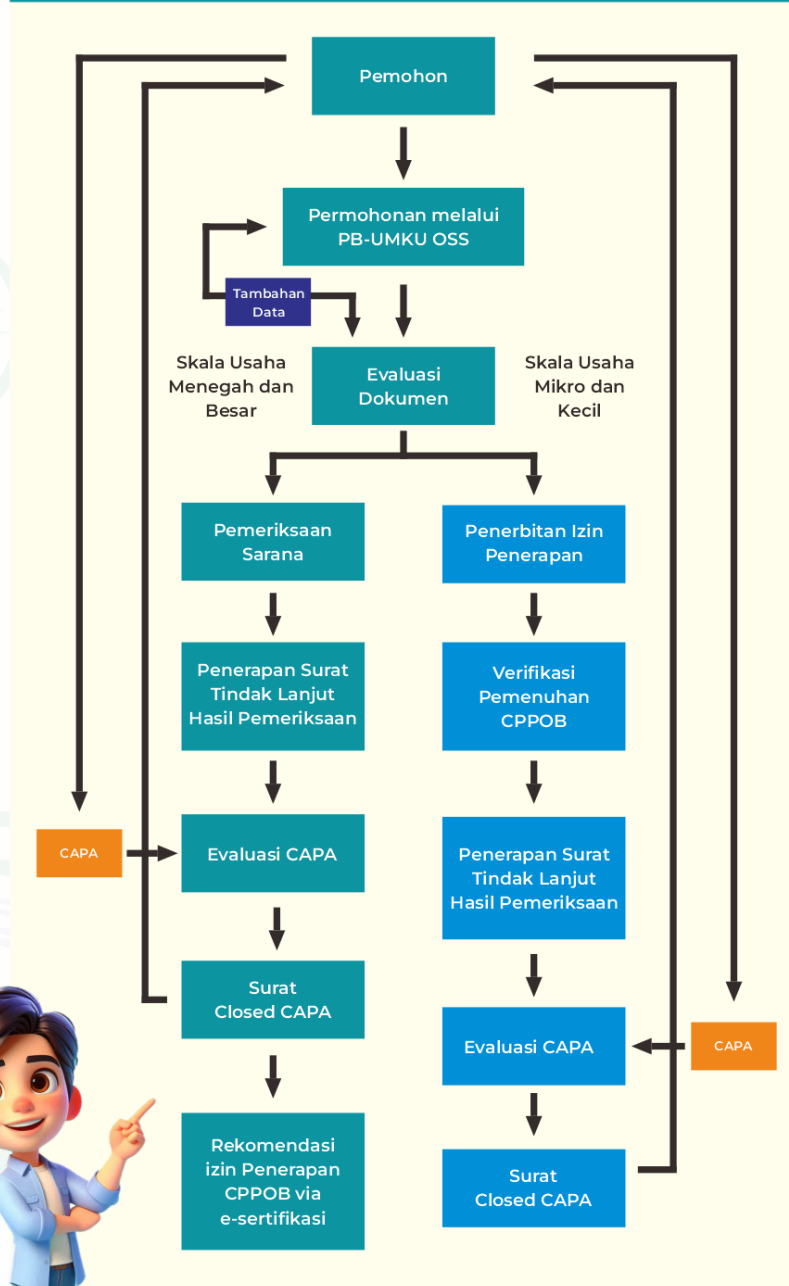 Pemohon
Permohonan melalui
PB-UMKU OSS
Tambahan
Data
Skala Usaha
Menegah dan
Besar
Evaluasi
Dokumen
Skala Usaha
Mikro dan
Kecil
Pemeriksaan
Sarana
Penerapan Surat
Tindak Lanjut
Hasil Pemeriksaan
CAPA
Evaluasi CAPA
Surat
Closed CAPA
Rekomendasi
izin Penerapan
CPPOB via
e-sertifikasi
Penerbitan Izin
Penerapan
Verifikasi
Pemenuhan
CPPOB
Penerapan Surat
Tindak Lanjut
Hasil Pemeriksaan
Evaluasi CAPA
CAPA
Surat
Closed CAPA